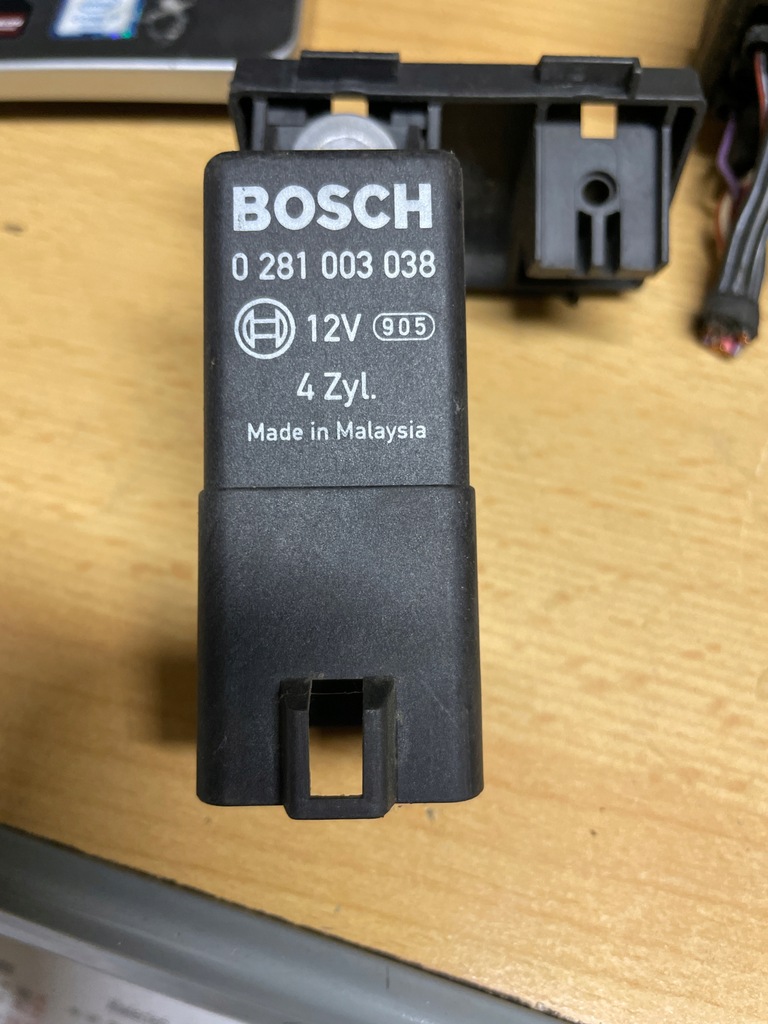 BOSCH
0 281 003 038
12V 905
4 Zyl.
Made in Malaysia